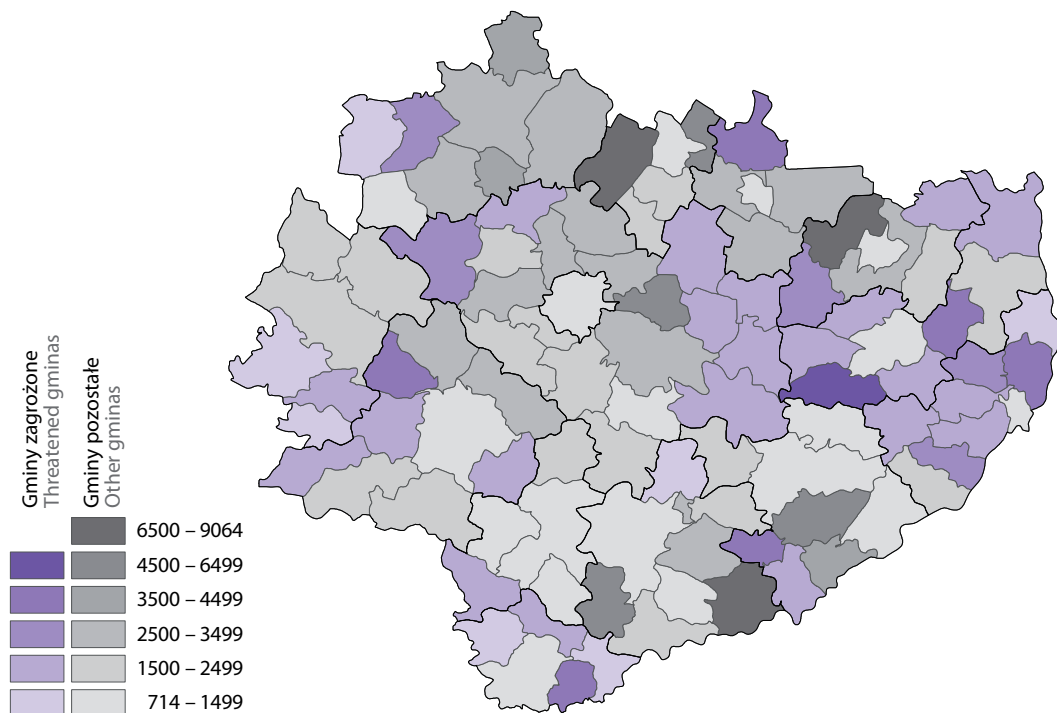 Gminy zagrożone
Threatened gminas
Gminy pozostałe
Other gminas
6500 – 9064
4500 – 6499
3500 – 4499
2500 – 3499
1500 – 2499
714 – 1499